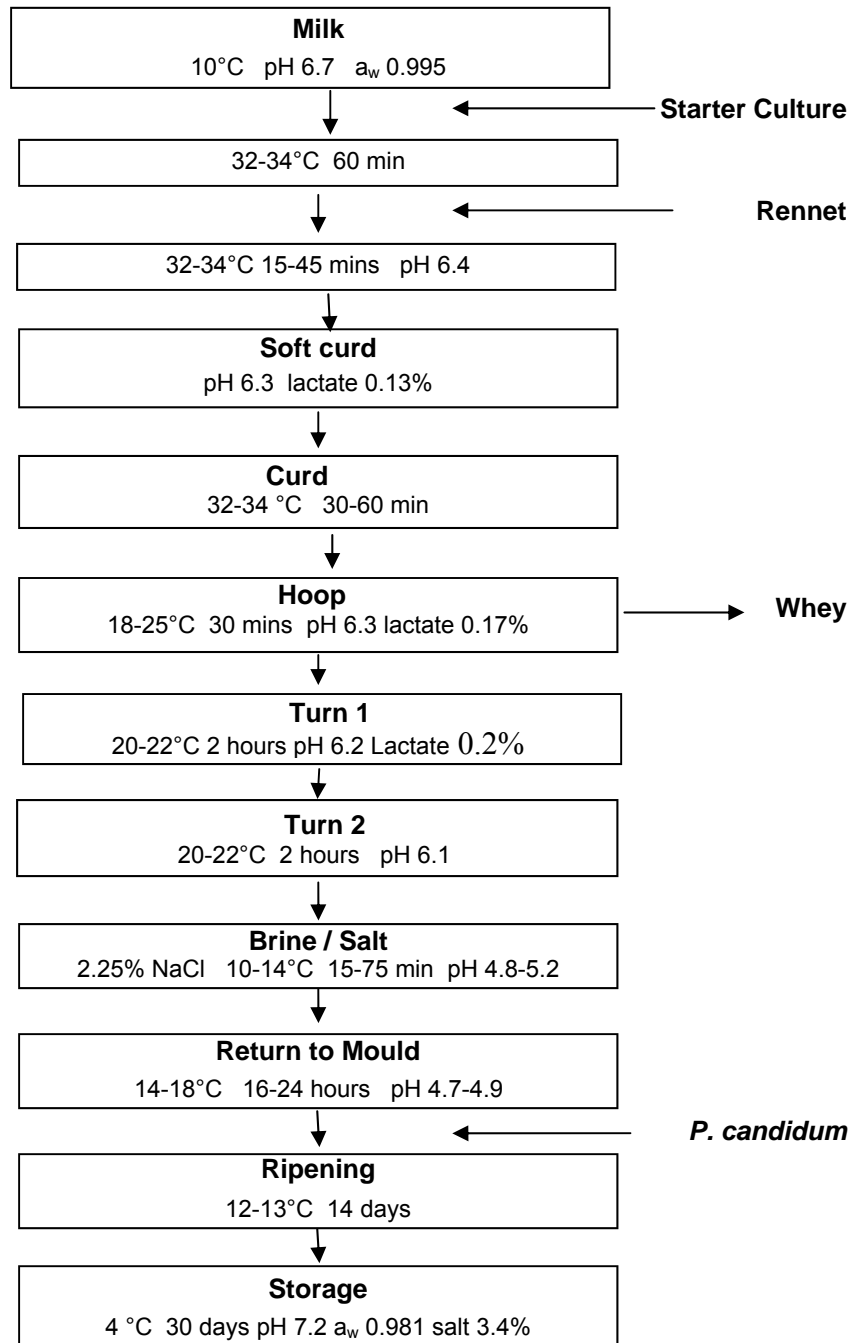 Milk
10°C pH 6.7 aw 0.995
Starter Culture
32-34°C 60 min
Rennet
32-34°C 15-45 mins pH 6.4
Soft curd
pH 6.3 lactate 0.13%
Curd
32-34 °C 30-60 min
Hoop
18-25°C 30 mins pH 6.3 lactate 0.17%
Whey
Turn 1
20-22°C 2 hours pH 6.2 Lactate 0.2%
Turn 2
20-22°C 2 hours pH 6.1
Brine / Salt
2.25% NaCl 10-14°C 15-75 min pH 4.8-5.2
Return to Mould
14-18°C 16-24 hours pH 4.7-4.9
P. candidum
Ripening
12-13°C 14 days
Storage
4 °C 30 days pH 7.2 aw 0.981 salt 3.4%